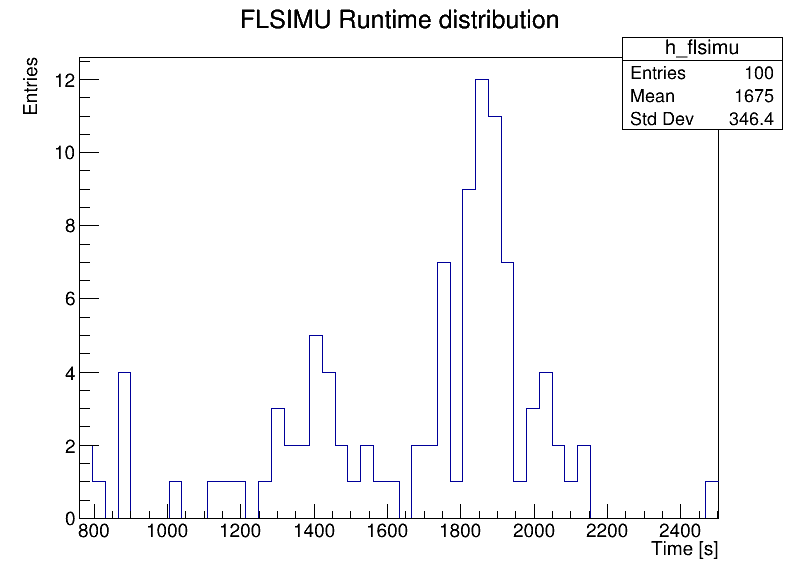 FLSIMU Runtime distribution
h_flsimu
Entries 100
Mean 1675
Std Dev 346.4
Entries
12
10
8
6
4
2
0
800 1000 1200 1400 1600 1800 2000 2200 2400
Time [s]